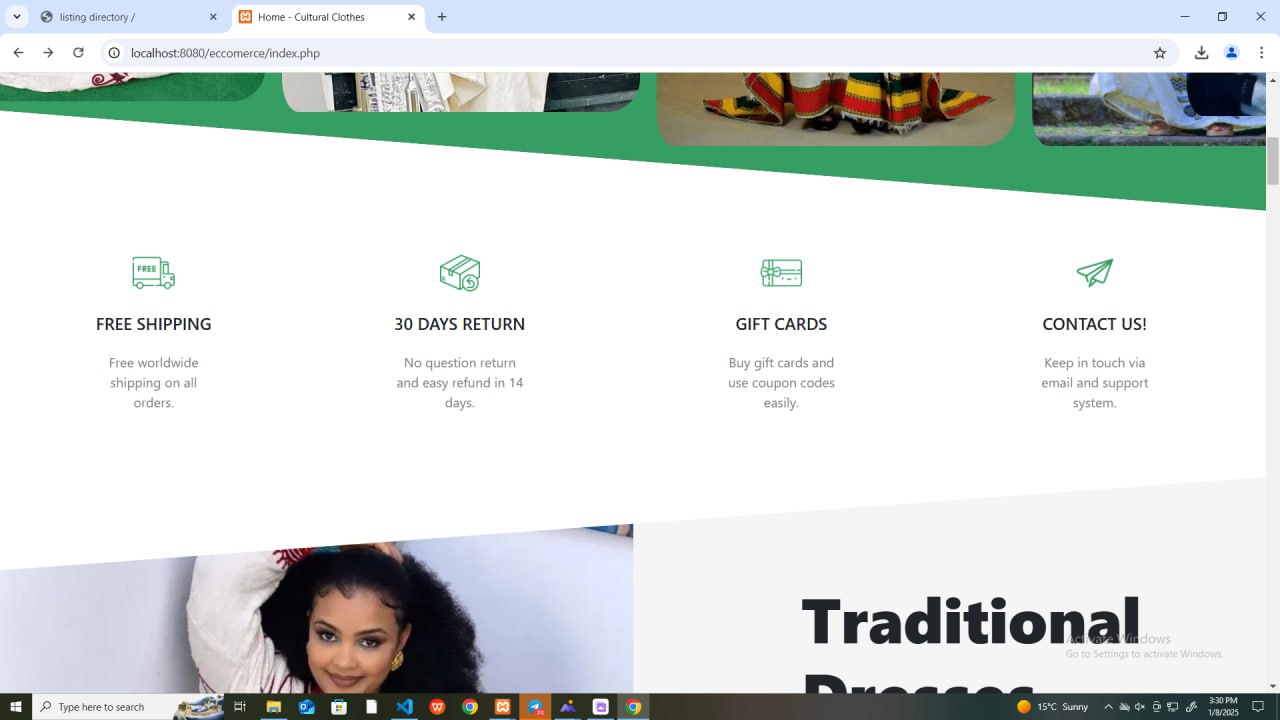 listing directory /
Home - Cultural Clothes
localhost:8080/eccomerce/index.php
FREE
FREE SHIPPING
30 DAYS RETURN
GIFT CARDS
CONTACT US!
Free worldwide
shipping on all
orders.
No question return
and easy refund in 14
days.
Buy gift cards and
use coupon codes
easily.
Keep in touch via
email and support
system.
Traditional
Dresses
Activate Windows
Go to Settings to activate Windows.
Type here to search
15°C Sunny
3:30 PM
1/8/2025